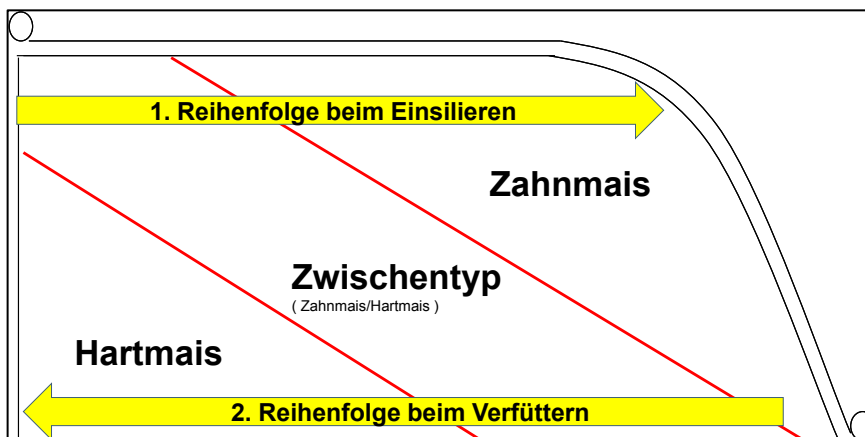 1. Reihenfolge beim Einsilieren
Zahnmais
Zwischentyp
( Zahnmais/Hartmais )
Hartmais
2. Reihenfolge beim Verfüttern